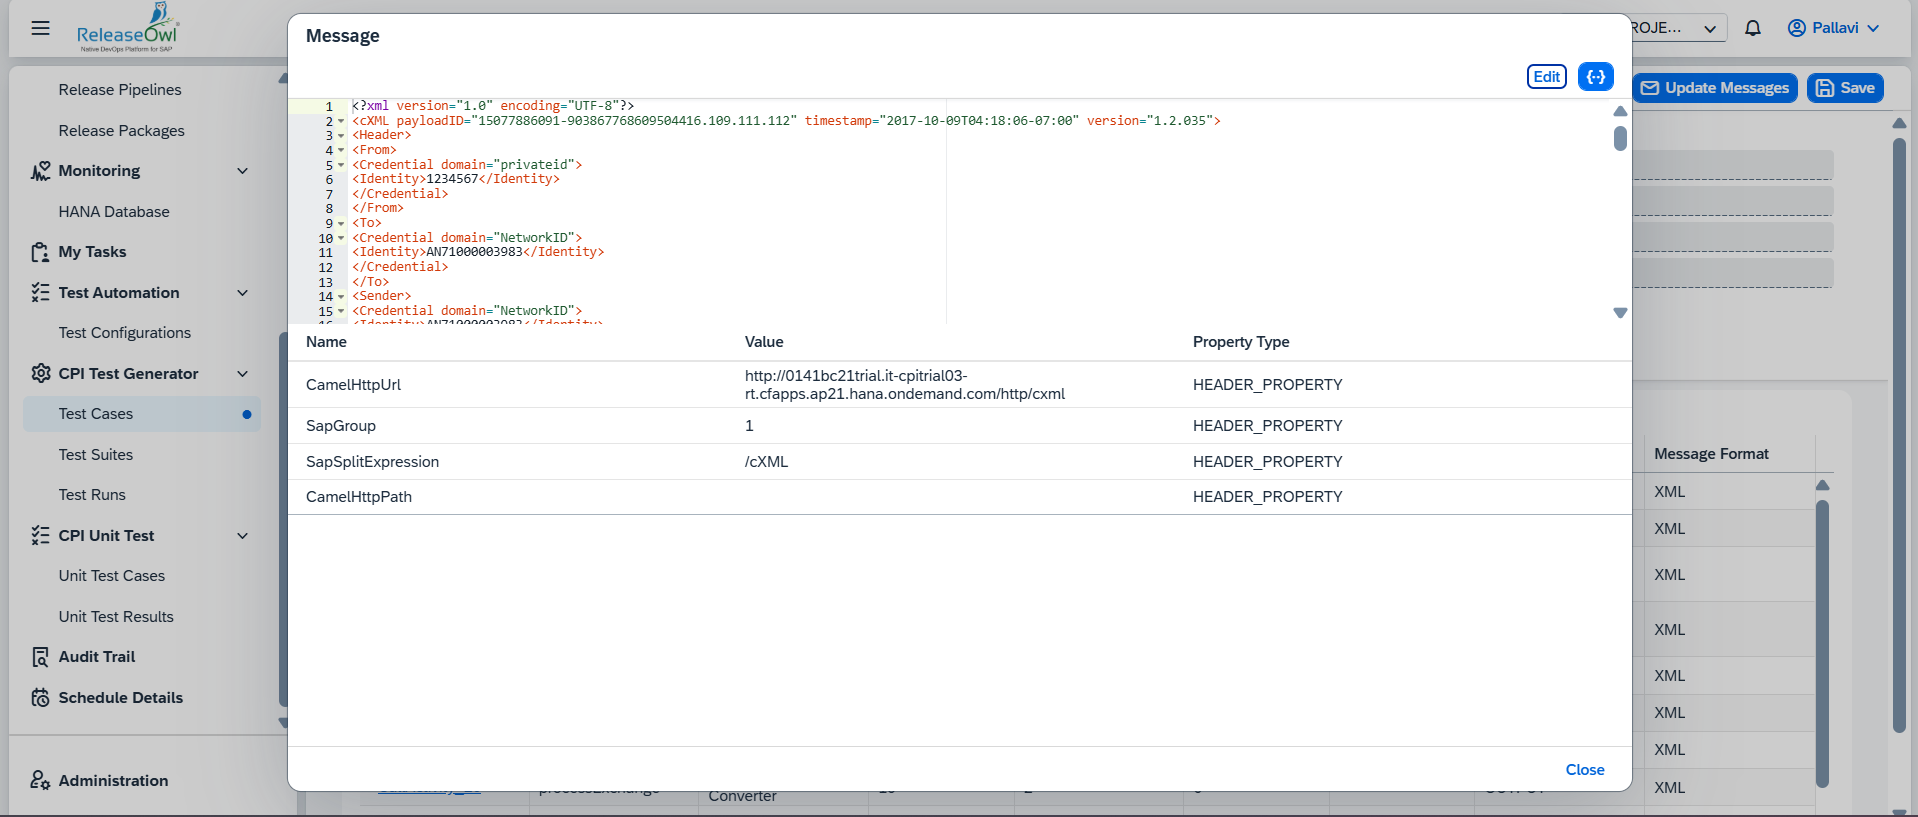 ReleaseOwl
Native DevOps Platform for SAP
ROJE...
Pallavi
Release Pipelines
Release Packages
Monitoring
HANA Database
My Tasks
Test Automation
Test Configurations
CPI Test Generator
Test Cases
Test Suites
Test Runs
CPI Unit Test
Unit Test Cases
Unit Test Results
Audit Trail
Schedule Details
Administration
Message
Edit
{··}
1 <?xml version="1.0" encoding="UTF-8"?>
2 <cXML payloadID="15077886091-903867768609504416.109.111.112" timestamp="2017-10-09T04:18:06-07:00" version="1.2.035">
3 <Header>
4 <From>
5 <Credential domain="privateid">
6 <Identity>1234567</Identity>
7 </Credential>
8 </From>
9 <To>
10 <Credential domain="NetworkID">
11 <Identity>AN71000003983</Identity>
12 </Credential>
13 </To>
14 <Sender>
15 <Credential domain="NetworkID">
Name Value Property Type
CamelHttpUrl http://0141bc21trial.it-cpitrial03-
rt.cfapps.ap21.hana.ondemand.com/http/cxml HEADER_PROPERTY
SapGroup 1 HEADER_PROPERTY
SapSplitExpression /cXML HEADER_PROPERTY
CamelHttpPath HEADER_PROPERTY
Close
Update Messages
Save
Message Format
XML
XML
XML
XML
XML
XML
XML
XML
Converter